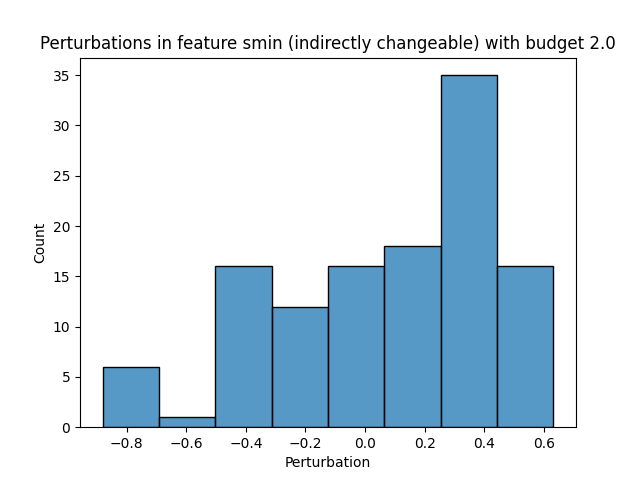 Perturbations in feature smin (indirectly changeable) with budget 2.0
35
30
25
20
15
10
5
0
Count
−0.8 −0.6 −0.4 −0.2 0.0 0.2 0.4 0.6
Perturbation